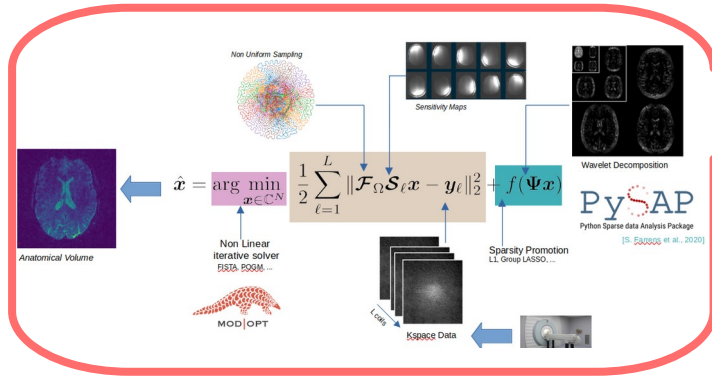 Non Uniform Sampling
Sensitivity Maps
Wavelet Decomposition
x̂ = arg min x∈ℂᴺ 1/2 ∑ ℓ=1 L ‖𝓕_Ω 𝓢_ℓ x − y_ℓ‖₂² + f(Ψx)
Anatomical Volume
Non Linear
iterative solver
FISTA, POGM, ...
MOD|OPT
L coils
Kspace Data
Sparsity Promotion
L1, Group LASSO, ...
PySAP
Python Sparse data Analysis Package
[S. Farrens et al., 2020]